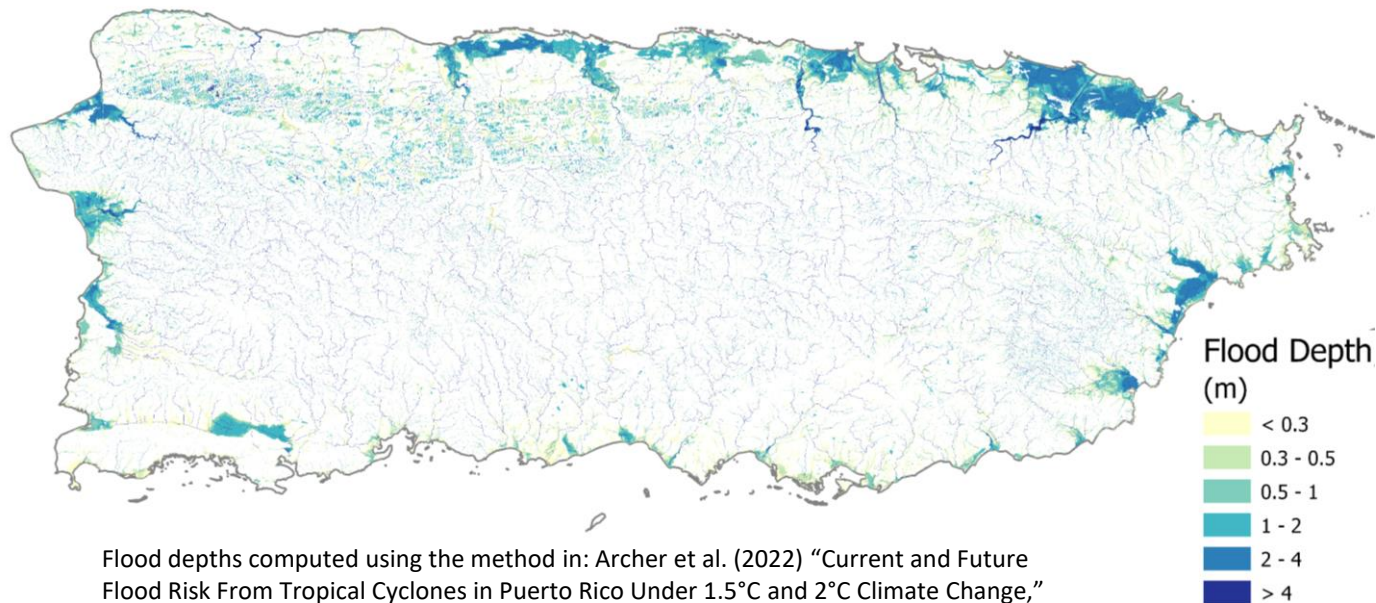 Flood Depth
(m)
< 0.3
0.3 - 0.5
0.5 - 1
1 - 2
2 - 4
> 4
Flood depths computed using the method in: Archer et al. (2022) “Current and Future
Flood Risk From Tropical Cyclones in Puerto Rico Under 1.5°C and 2°C Climate Change,”